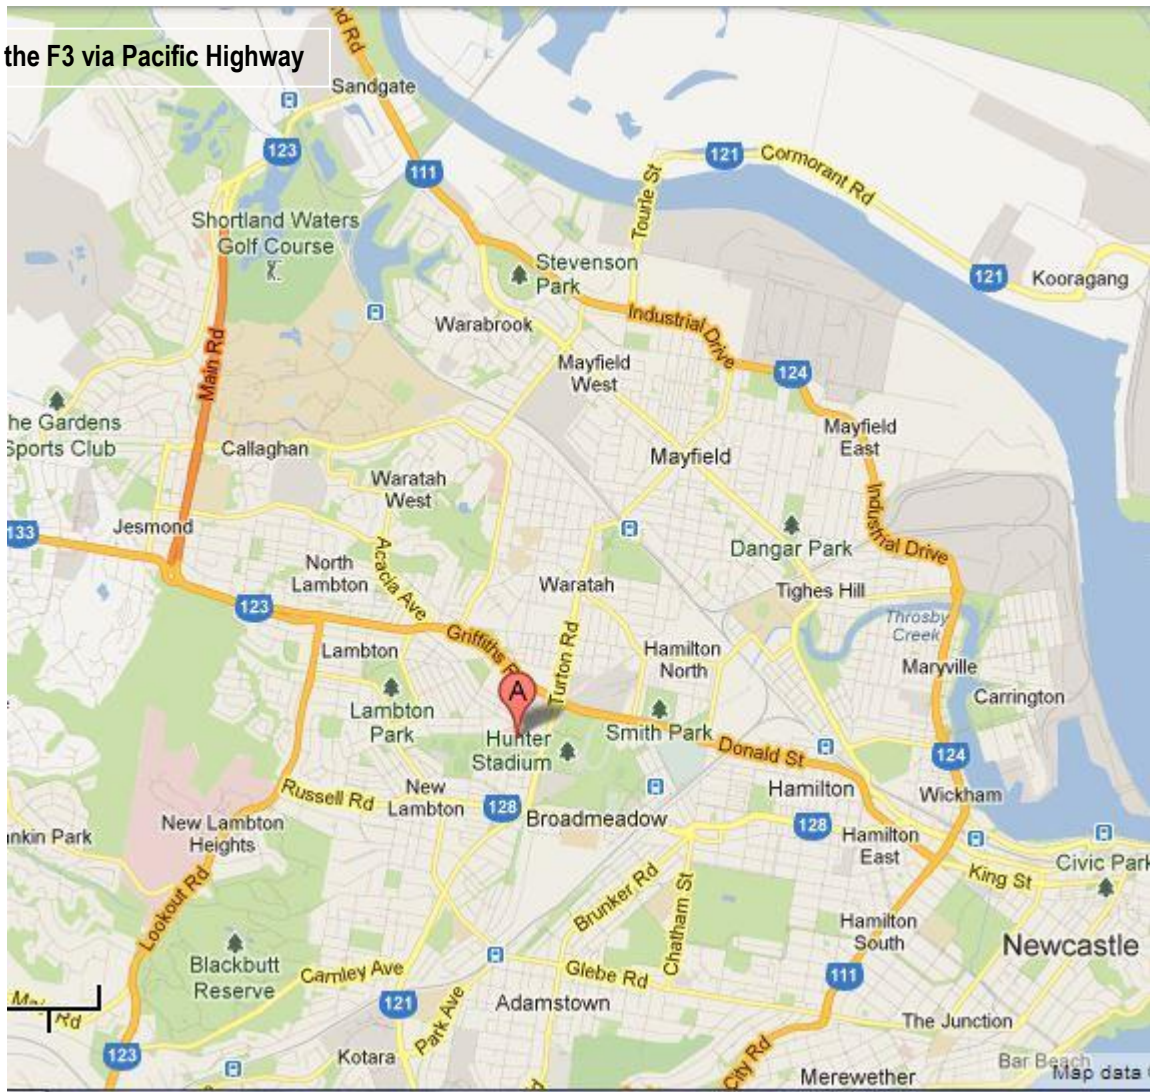 the F3 via Pacific Highway
Sandgate
123
111
121
Cormorant Rd
Tourle St
Shortland Waters
Golf Course
Stevenson
Park
121
Kooragang
Warabrook
Industrial Drive
Main Rd
Mayfield
West
124
Sports Club
Callaghan
Mayfield
East
Mayfield
Waratah
West
Industrial Drive
133
Jesmond
Dangar Park
North
Lambton
Acacia Ave
Waratah
Tighes Hill
123
Throsby
Creek
Griffiths
Turton Rd
Hamilton
North
Lambton
Maryville
Carrington
A
Lambton
Park
Hunter
Stadium
Smith Park
Donald St
124
Russell Rd
New
Lambton
128
Hamilton
Wickham
New Lambton
Heights
Broadmeadow
128
Hamilton
East
Civic Park
King St
Lookout Rd
Brunker Rd
Chatham St
Hamilton
South
Newcastle
Blackbutt
Reserve
Carnley Ave
Glebe Rd
111
121
Adamstown
Park Ave
Rd
The Junction
123
Kotara
City Rd
Merewether
Bar Beach
Map data